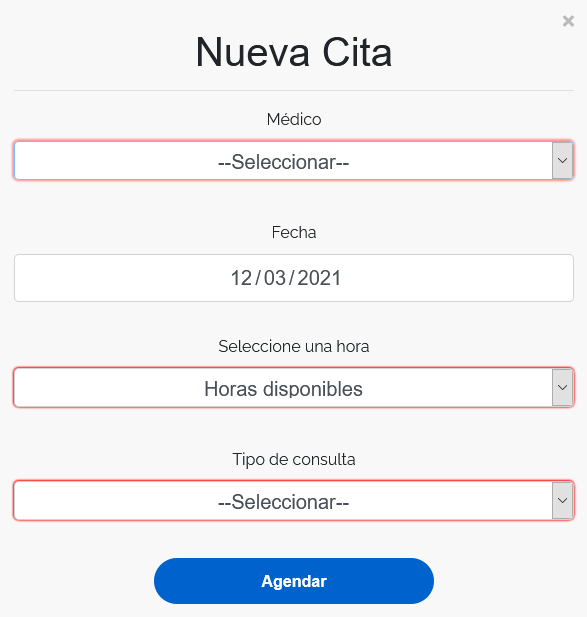 ×
Nueva Cita
Médico
--Seleccionar--
Fecha
12/03/2021
Seleccione una hora
Horas disponibles
Tipo de consulta
--Seleccionar--
Agendar